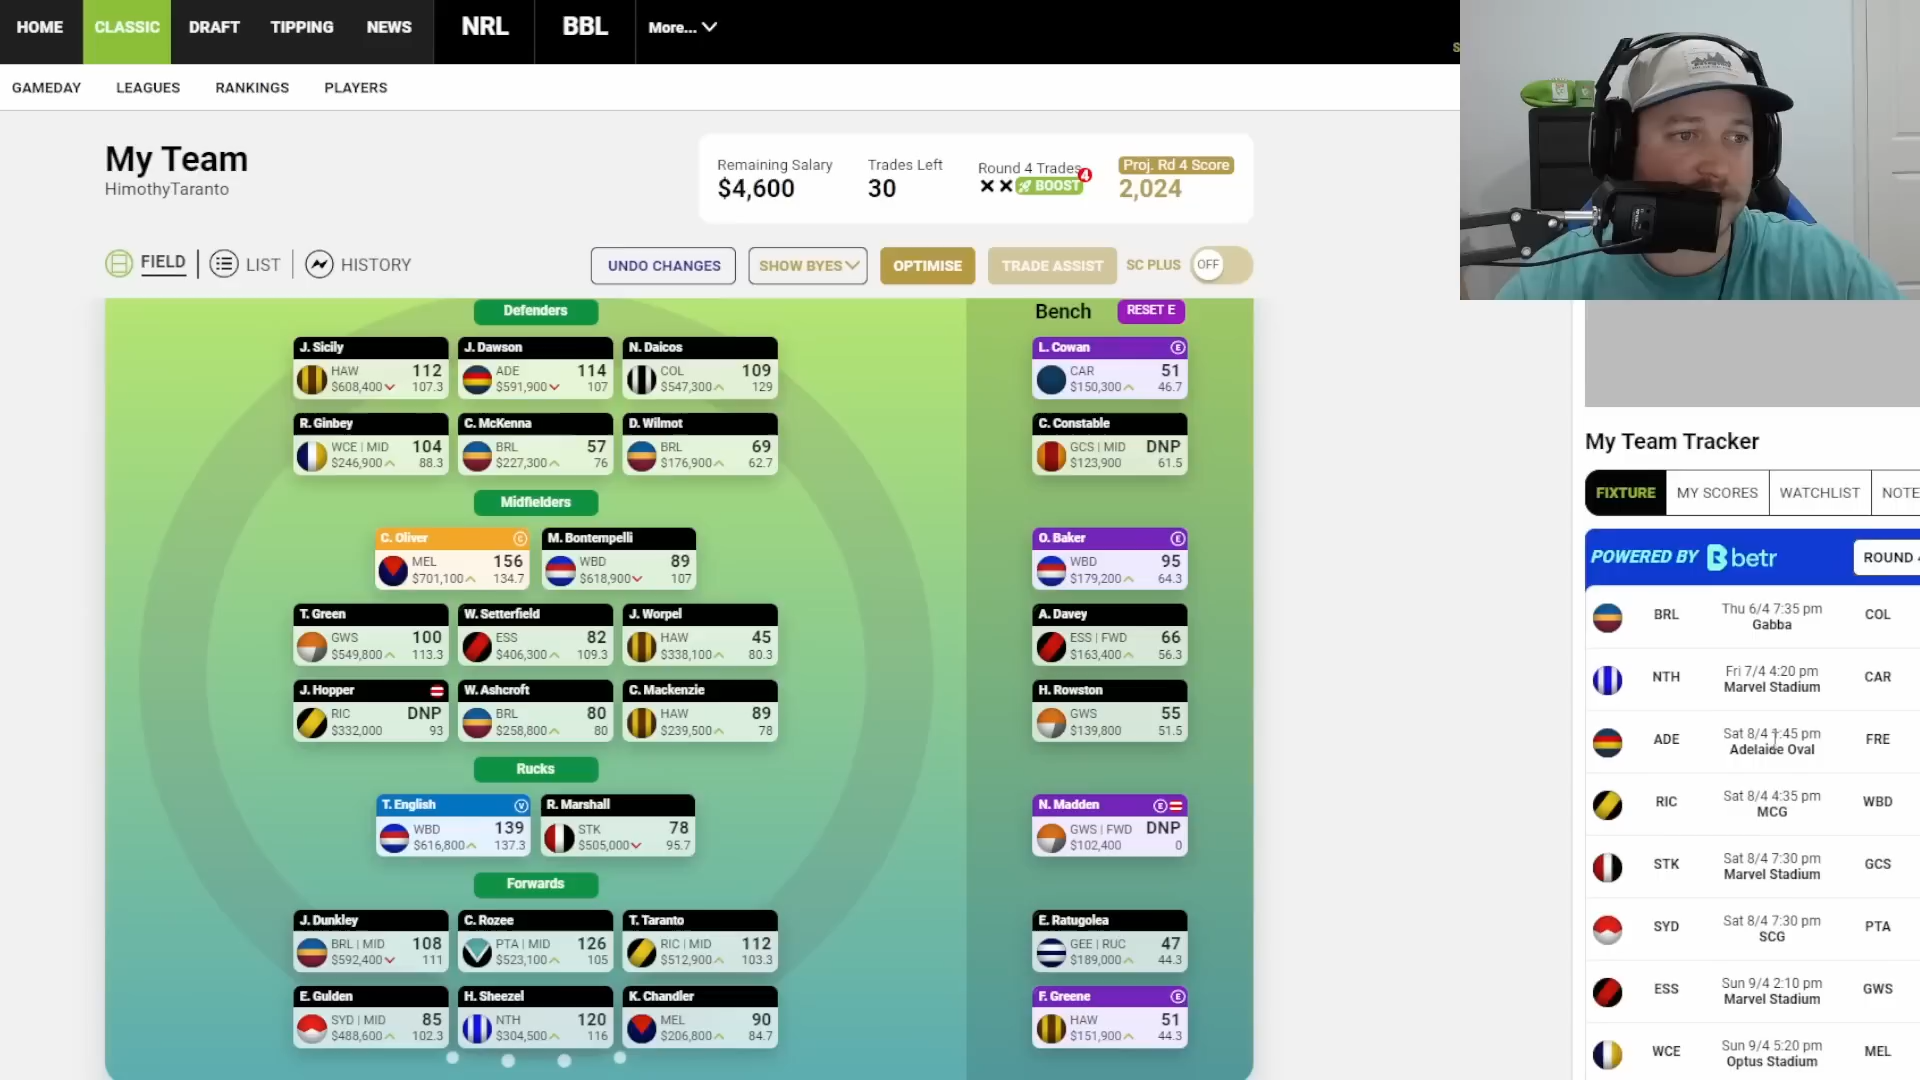 HOME
CLASSIC
DRAFT
TIPPING
NEWS
NRL
BBL
More...
GAMEDAY
LEAGUES
RANKINGS
PLAYERS
My Team
HimothyTaranto
Remaining Salary
$4,600
Trades Left
30
Round 4 Trades
BOOST
4
Proj. Rd 4 Score
2,024
FIELD
LIST
HISTORY
UNDO CHANGES
SHOW BYES
OPTIMISE
TRADE ASSIST
SC PLUS
OFF
Defenders
Bench
RESET E
J. Sicily
HAW 112
$608,400 107.3
J. Dawson
ADE 114
$591,900 107
N. Daicos
COL 109
$547,300 129
L. Cowan E
CAR 51
$150,300 46.7
R. Ginbey
WCE | MID 104
$246,900 88.3
C. McKenna
BRL 57
$227,300 76
D. Wilmot
BRL 69
$176,900 62.7
C. Constable
GCS | MID DNP
$123,900 61.5
Midfielders
C. Oliver C
MEL 156
$701,100 134.7
M. Bontempelli
WBD 89
$618,900 107
O. Baker E
WBD 95
$179,200 64.3
T. Green
GWS 100
$549,800 113.3
W. Setterfield
ESS 82
$406,300 109.3
J. Worpel
HAW 45
$338,100 80.3
A. Davey
ESS | FWD 66
$163,400 56.3
J. Hopper
RIC DNP
$332,000 93
W. Ashcroft
BRL 80
$258,800 80
C. Mackenzie
HAW 89
$239,500 78
H. Rowston
GWS 55
$139,800 51.5
Rucks
T. English V
WBD 139
$616,800 137.3
R. Marshall
STK 78
$505,000 95.7
N. Madden E
GWS | FWD DNP
$102,400 0
Forwards
J. Dunkley
BRL | MID 108
$592,400 111
C. Rozee
PTA | MID 126
$523,100 105
T. Taranto
RIC | MID 112
$512,900 103.3
E. Ratugolea
GEE | RUC 47
$189,000 44.3
E. Gulden
SYD | MID 85
$488,600 102.3
H. Sheezel
NTH 120
$304,500 116
K. Chandler
MEL 90
$206,800 84.7
F. Greene E
HAW 51
$151,900 44.3
My Team Tracker
FIXTURE
MY SCORES
WATCHLIST
NOTE
POWERED BY betr
ROUND 4
BRL Thu 6/4 7:35 pm COL
Gabba
NTH Fri 7/4 4:20 pm CAR
Marvel Stadium
ADE Sat 8/4 1:45 pm FRE
Adelaide Oval
RIC Sat 8/4 4:35 pm WBD
MCG
STK Sat 8/4 7:30 pm GCS
Marvel Stadium
SYD Sat 8/4 7:30 pm PTA
SCG
ESS Sun 9/4 2:10 pm GWS
Marvel Stadium
WCE Sun 9/4 5:20 pm MEL
Optus Stadium